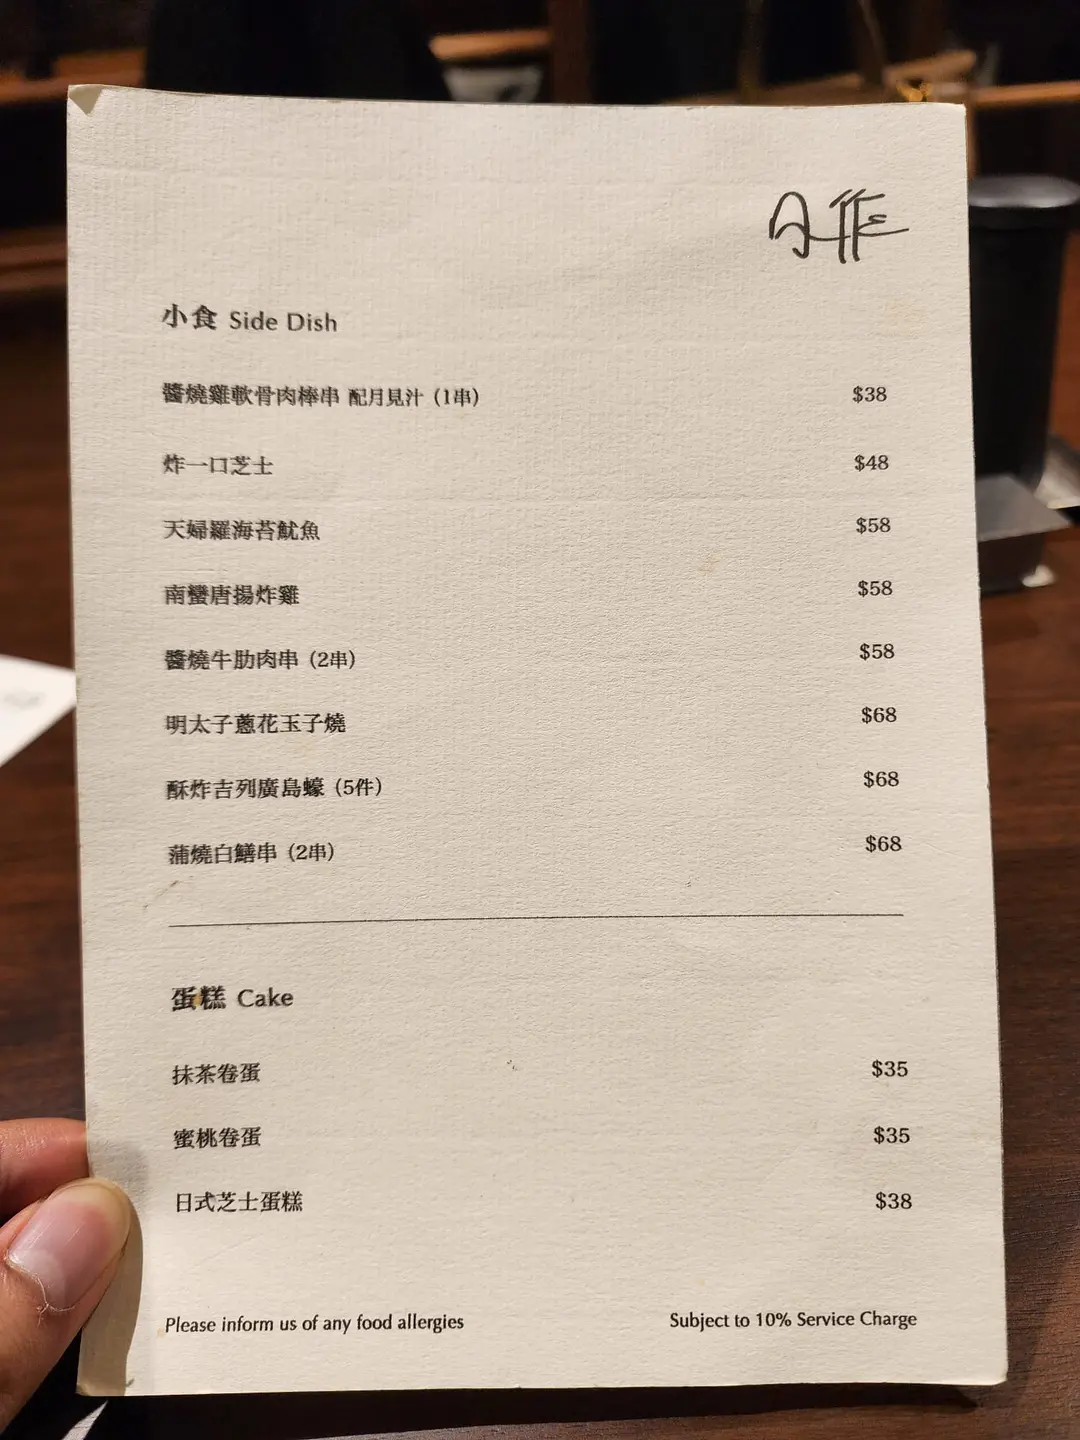 小食 Side Dish
醬燒雞軟骨肉棒串 配月見汁 (1串) $38
炸一口芝士 $48
天婦羅海苔魷魚 $58
南蠻唐揚炸雞 $58
醬燒牛肋肉串 (2串) $58
明太子蔥花玉子燒 $68
酥炸吉列廣島蠔 (5件) $68
蒲燒白鱔串 (2串) $68
蛋糕 Cake
抹茶卷蛋 $35
蜜桃卷蛋 $35
日式芝士蛋糕 $38
Please inform us of any food allergies Subject to 10% Service Charge